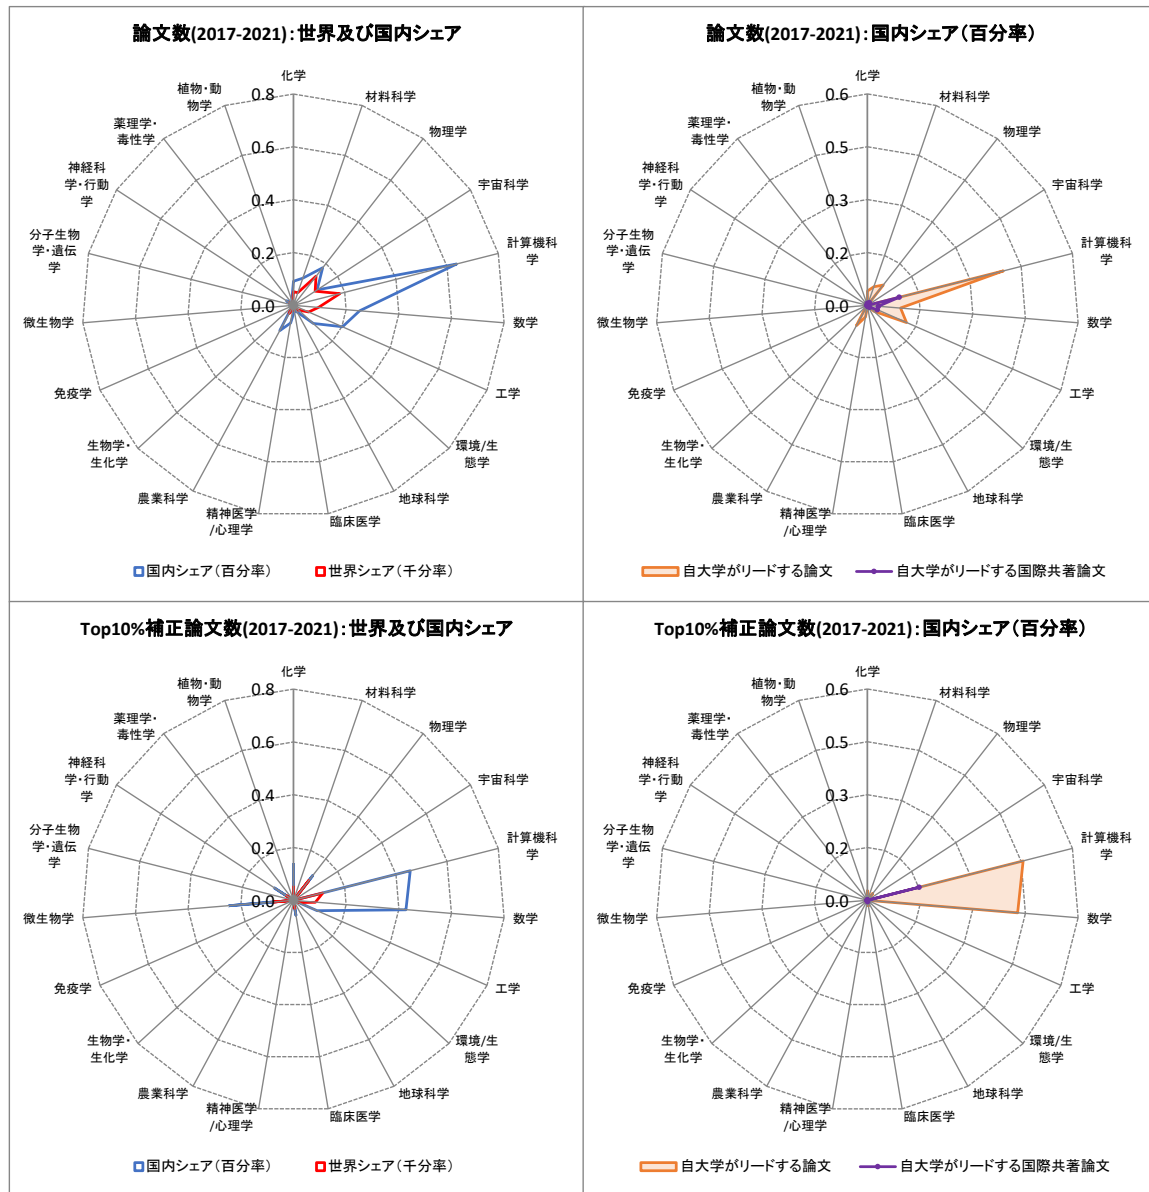 論文数(2017-2021):世界及び国内シェア
化学
材料科学
物理学
宇宙科学
計算機科
学
数学
工学
環境/生
態学
地球科学
臨床医学
精神医学
/心理学
農業科学
生物学・
生化学
免疫学
微生物学
分子生物
学・遺伝
学
神経科
学・行動
学
薬理学・
毒性学
植物・動
物学
0.8
0.6
0.4
0.2
0.0
国内シェア(百分率)
世界シェア(千分率)
論文数(2017-2021):国内シェア(百分率)
化学
材料科学
物理学
宇宙科学
計算機科
学
数学
工学
環境/生
態学
地球科学
臨床医学
精神医学
/心理学
農業科学
生物学・
生化学
免疫学
微生物学
分子生物
学・遺伝
学
神経科
学・行動
学
薬理学・
毒性学
植物・動
物学
0.6
0.5
0.3
0.2
0.0
自大学がリードする論文
自大学がリードする国際共著論文
Top10%補正論文数(2017-2021):世界及び国内シェア
化学
材料科学
物理学
宇宙科学
計算機科
学
数学
工学
環境/生
態学
地球科学
臨床医学
精神医学
/心理学
農業科学
生物学・
生化学
免疫学
微生物学
分子生物
学・遺伝
学
神経科
学・行動
学
薬理学・
毒性学
植物・動
物学
0.8
0.6
0.4
0.2
0.0
国内シェア(百分率)
世界シェア(千分率)
Top10%補正論文数(2017-2021):国内シェア(百分率)
化学
材料科学
物理学
宇宙科学
計算機科
学
数学
工学
環境/生
態学
地球科学
臨床医学
精神医学
/心理学
農業科学
生物学・
生化学
免疫学
微生物学
分子生物
学・遺伝
学
神経科
学・行動
学
薬理学・
毒性学
植物・動
物学
0.6
0.5
0.3
0.2
0.0
自大学がリードする論文
自大学がリードする国際共著論文